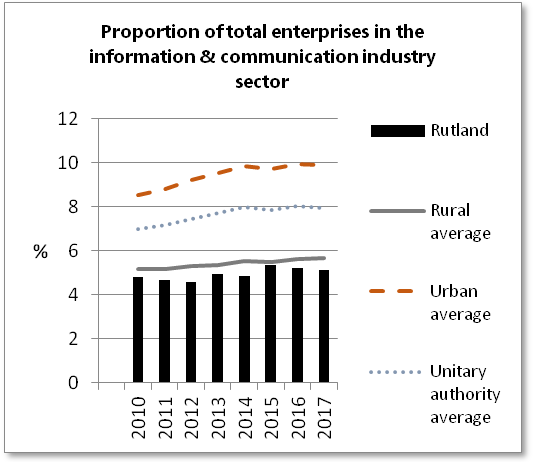 Proportion of total enterprises in the
information & communication industry
sector
12
10
8
6
4
2
0
%
2010
2011
2012
2013
2014
2015
2016
2017
Rutland
Rural
average
Urban
average
Unitary
authority
average